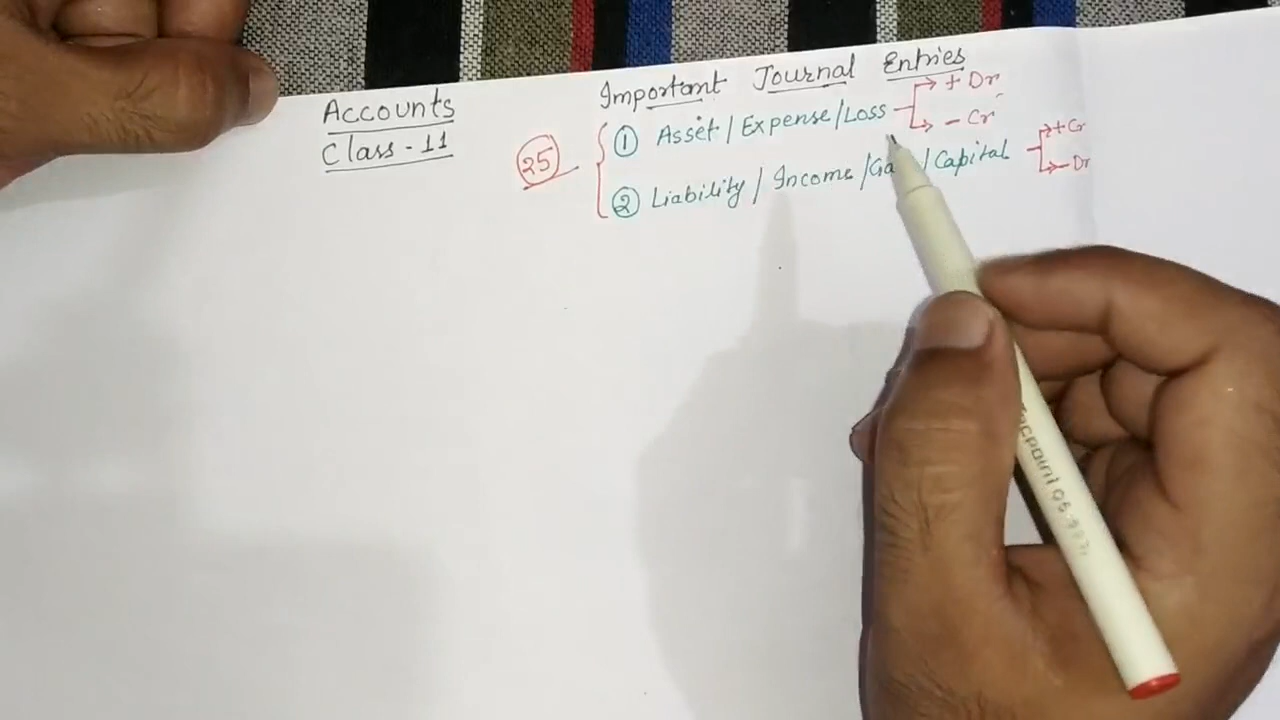 Accounts
Class - 11
Important Journal Entries
25
① Asset / Expense / Loss → + Dr
→ - Cr
② Liability / Income / / Capital → + Cr
→ - Dr